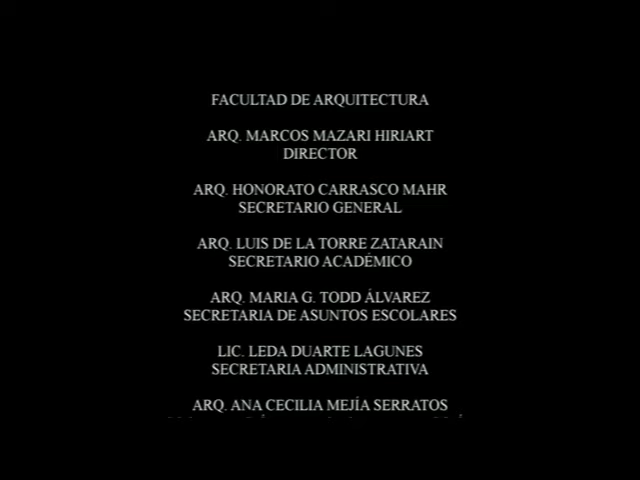 FACULTAD DE ARQUITECTURA
ARQ. MARCOS MAZARI HIRIART
DIRECTOR
ARQ. HONORATO CARRASCO MAHR
SECRETARIO GENERAL
ARQ. LUIS DE LA TORRE ZATARAIN
SECRETARIO ACADÉMICO
ARQ. MARIA G. TODD ÁLVAREZ
SECRETARIA DE ASUNTOS ESCOLARES
LIC. LEDA DUARTE LAGUNES
SECRETARIA ADMINISTRATIVA
ARQ. ANA CECILIA MEJÍA SERRATOS